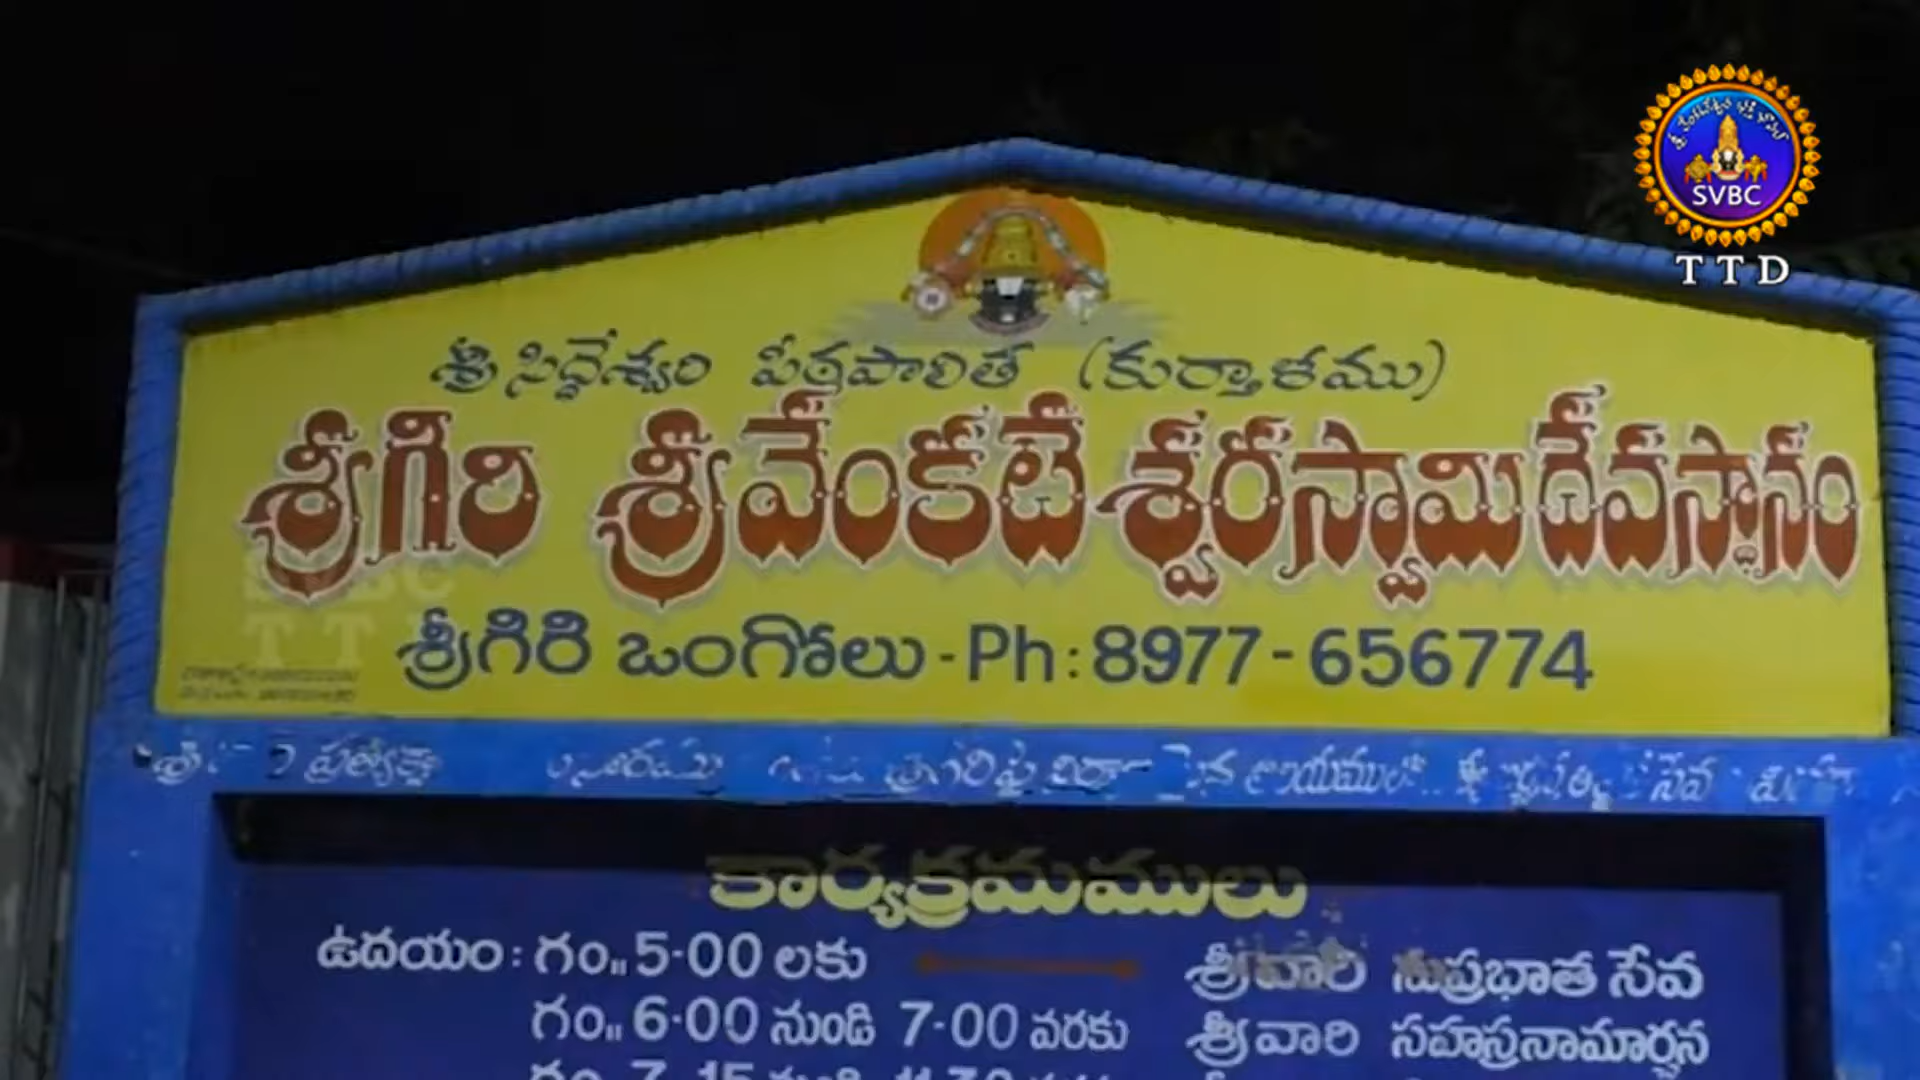 SVBC
TTD
శ్రీ సిద్ధేశ్వరీ పీఠపాలిత (కుర్తాళము)
శ్రీగిరి శ్రీవేంకటేశ్వరస్వామి దేవస్థానం
శ్రీగిరి ఒంగోలు - Ph : 8977-656774
కార్యక్రమములు
ఉదయం : గం॥ 5-00 లకు శ్రీవారి సుప్రభాత సేవ
గం॥ 6-00 నుండి 7-00 వరకు శ్రీవారి సహస్రనామార్చన